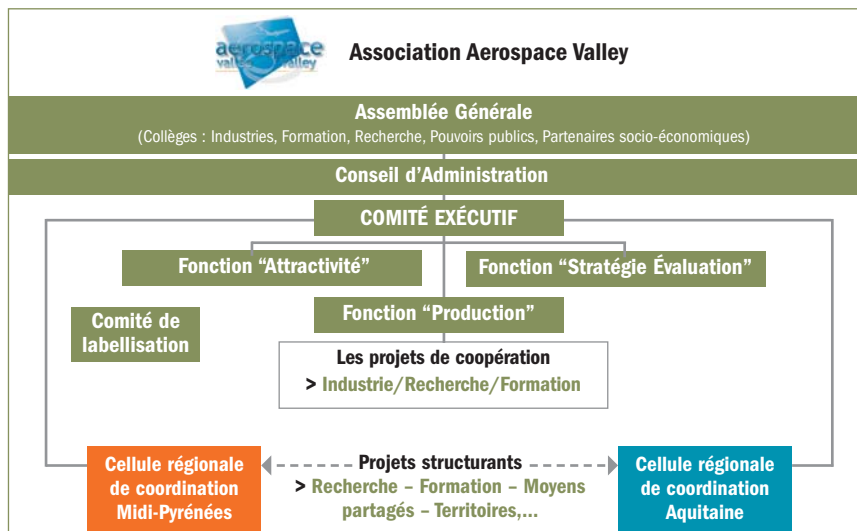 aerospace
valley valley
Association Aerospace Valley
Assemblée Générale
(Collèges : Industries, Formation, Recherche, Pouvoirs publics, Partenaires socio-économiques)
Conseil d'Administration
COMITÉ EXÉCUTIF
Fonction “Attractivité”
Fonction “Stratégie Évaluation”
Comité de
labellisation
Fonction “Production”
Les projets de coopération
> Industrie/Recherche/Formation
Cellule régionale
de coordination
Midi-Pyrénées
Projets structurants
> Recherche – Formation – Moyens
partagés – Territoires,...
Cellule régionale
de coordination
Aquitaine